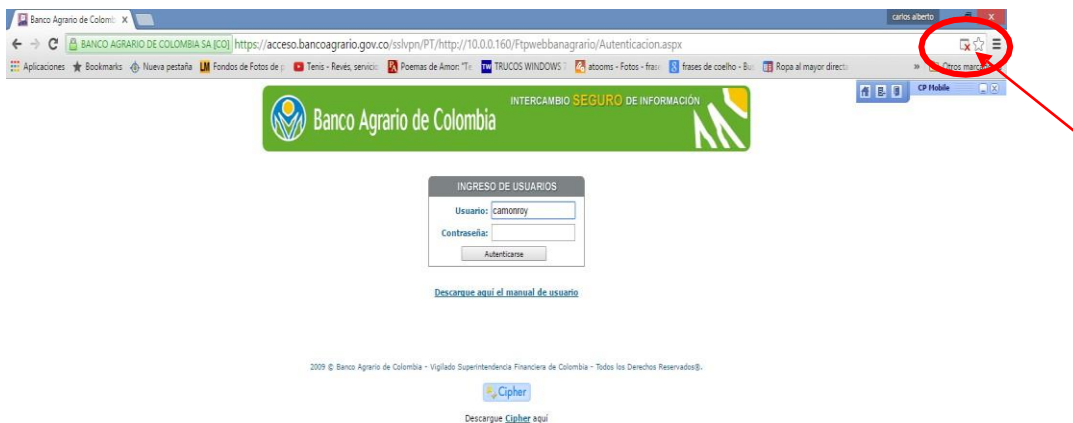 Banco Agrario de Colomb
carlos alberto
BANCO AGRARIO DE COLOMBIA SA [CO] https://acceso.bancoagrario.gov.co/sslvpn/PT/http://10.0.0.160/Ftpwebbanagrario/Autenticacion.aspx
Aplicaciones Bookmarks Nueva pestaña Fondos de Fotos de p Tenis - Revés, servicio Poemas de Amor: "Te TRUCOS WINDOWS 7 atooms - Fotos - frase frases de coelho - Bu Ropa al mayor direct » Otros marcad
CP Mobile
INTERCAMBIO SEGURO DE INFORMACIÓN
Banco Agrario de Colombia
INGRESO DE USUARIOS
Usuario: camonroy
Contraseña:
Autenticarse
Descargue aquí el manual de usuario
2009 © Banco Agrario de Colombia - Vigilado Superintendencia Financiera de Colombia - Todos los Derechos Reservados®.
Cipher
Descargue Cipher aquí